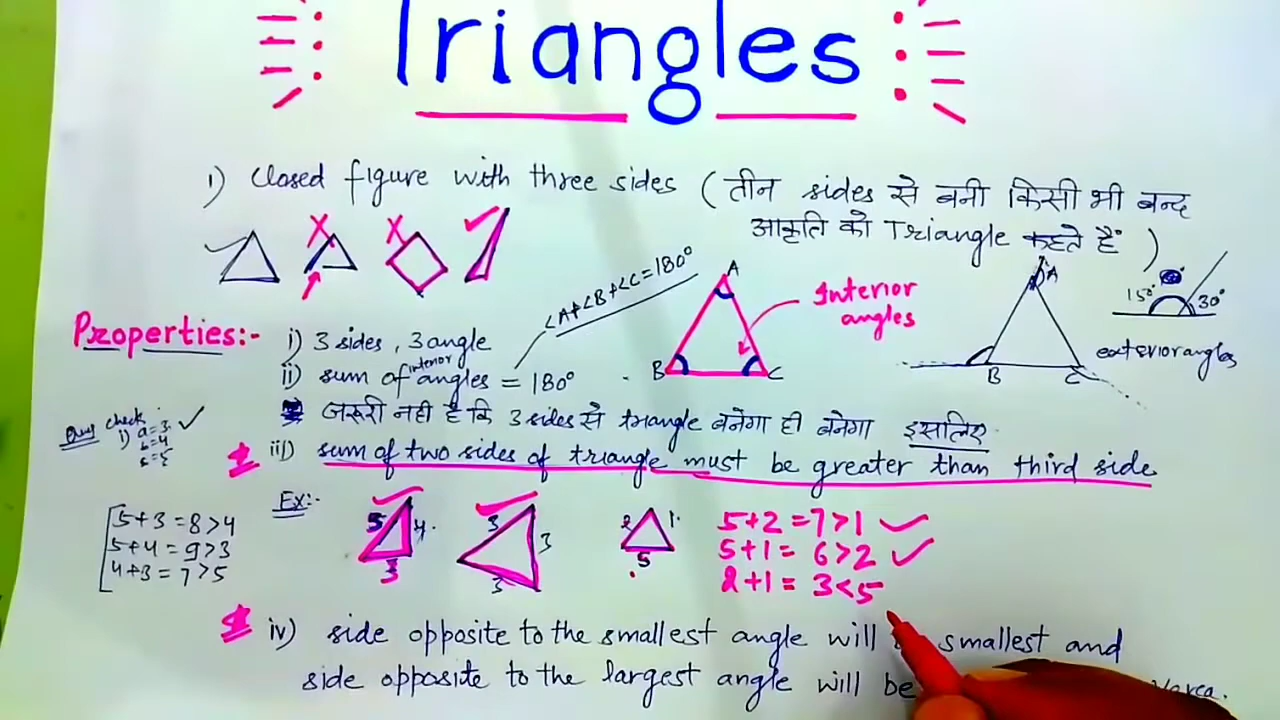 Triangles
i) Closed figure with three sides ( तीन sides से बनी किसी भी बन्द
आकृति को Triangle कहते हैं )
∠A+∠B+∠C=180°
A
B
C
Interior
angles
A
B
C
150°
30°
exterior angles
Properties:-
i) 3 sides, 3 angle
ii) sum of interior angles = 180°
जरूरी नही है कि 3 sides से triangle बनेगा ही बनेगा इसलिए
check
i) a=3
b=4
c=5
iii) sum of two sides of triangle must be greater than third side
Ex:-
5 4
3
3 3
3
2 1
5
5+3=8>4
5+4=9>3
4+3=7>5
5+2=7>1
5+1=6>2
2+1=3<5
iv) side opposite to the smallest angle will smallest and
side opposite to the largest angle will be